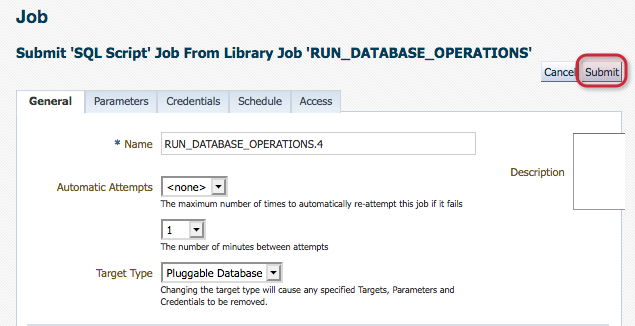 Job
Submit 'SQL Script' Job From Library Job 'RUN_DATABASE_OPERATIONS'
Cancel Submit
General Parameters Credentials Schedule Access
* Name RUN_DATABASE_OPERATIONS.4
Description
Automatic Attempts <none>
The maximum number of times to automatically re-attempt this job if it fails
1
The number of minutes between attempts
Target Type Pluggable Database
Changing the target type will cause any specified Targets, Parameters and
Credentials to be removed.